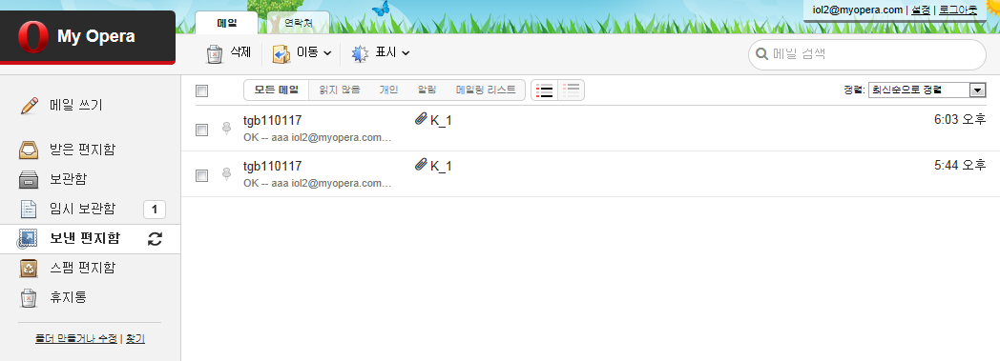 My Opera
메일
연락처
iol2@myopera.com | 설정 | 로그아웃
삭제
이동
표시
메일 검색
메일 쓰기
받은 편지함
보관함
임시 보관함
1
보낸 편지함
스팸 편지함
휴지통
폴더 만들거나 수정 | 찾기
모든 메일
읽지 않음
개인
알림
메일링 리스트
정렬:
최신순으로 정렬
tgb110117
K_1
6:03 오후
OK -- aaa iol2@myopera.com...
tgb110117
K_1
5:44 오후
OK -- aaa iol2@myopera.com...